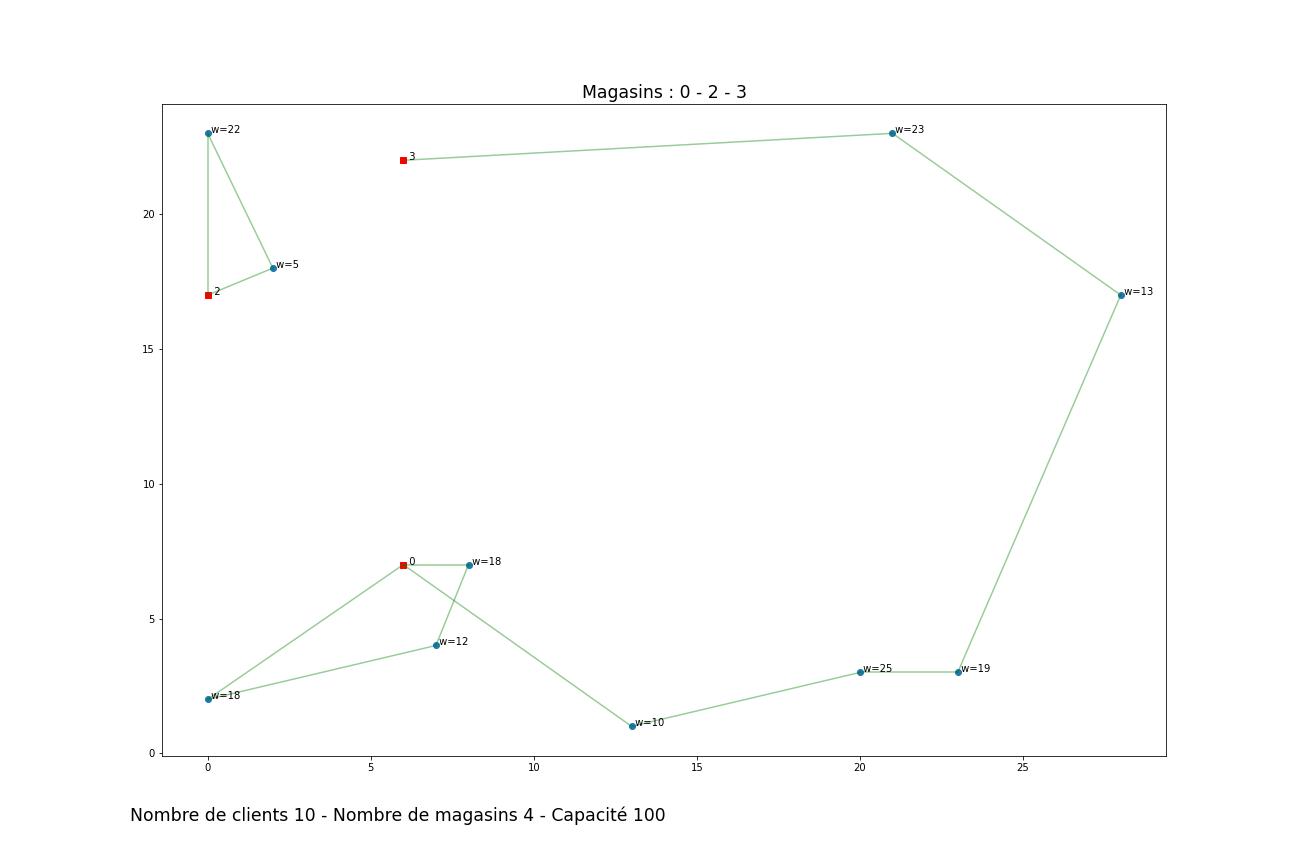 Magasins : 0 - 2 - 3
w=22
w=23
3
20
w=5
2
w=13
15
10
0
w=18
5
w=12
w=25
w=19
w=18
w=10
0
0 5 10 15 20 25
Nombre de clients 10 - Nombre de magasins 4 - Capacité 100